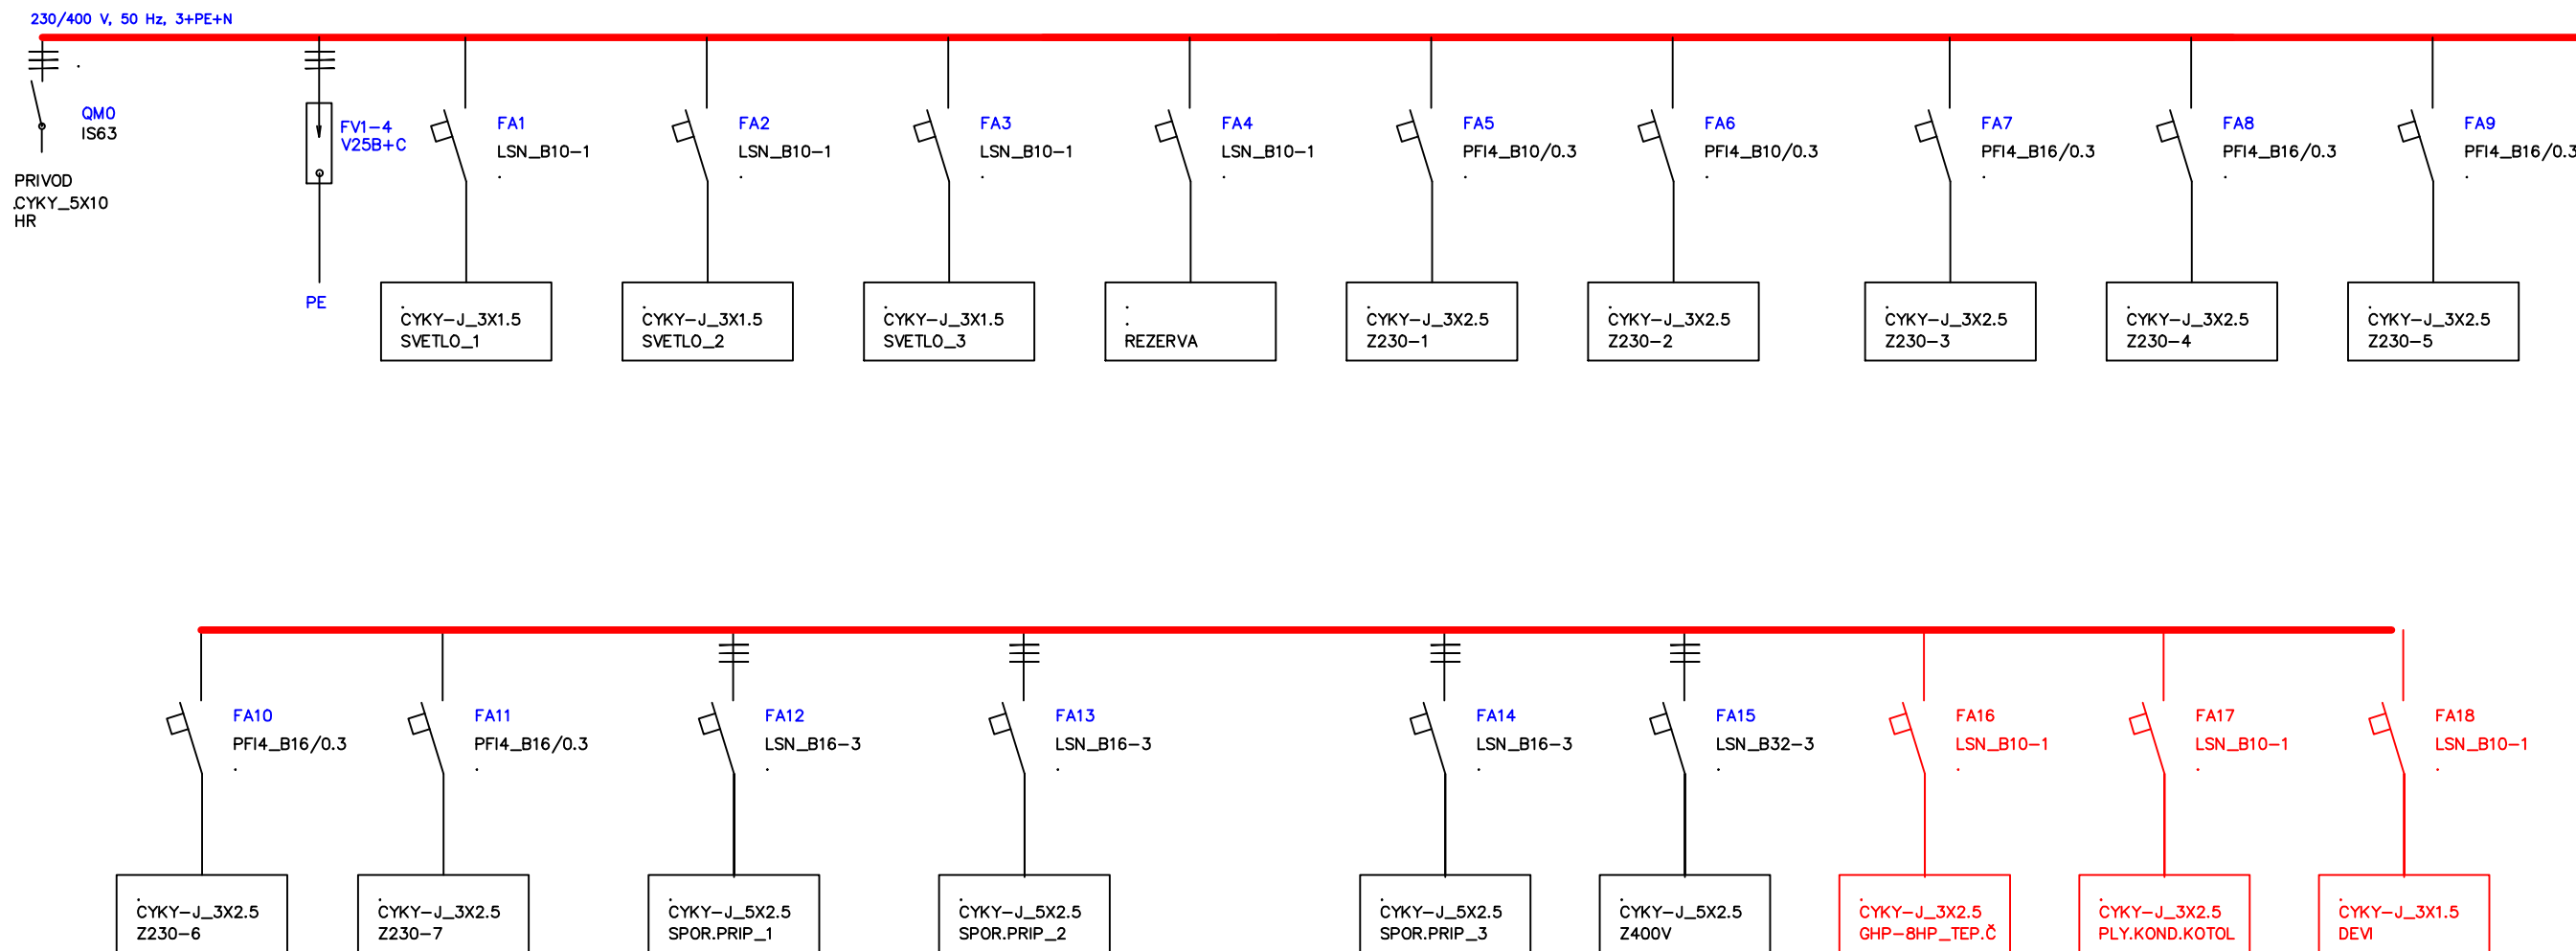 230/400 V, 50 Hz, 3+PE+N
QM0
IS63
PRIVOD
.CYKY_5X10
HR
FV1-4
V25B+C
PE
FA1
LSN_B10-1
.
.
CYKY-J_3X1.5
SVETLO_1
FA2
LSN_B10-1
.
.
CYKY-J_3X1.5
SVETLO_2
FA3
LSN_B10-1
.
.
CYKY-J_3X1.5
SVETLO_3
FA4
LSN_B10-1
.
.
.
REZERVA
FA5
PFI4_B10/0.3
.
.
CYKY-J_3X2.5
Z230-1
FA6
PFI4_B10/0.3
.
.
CYKY-J_3X2.5
Z230-2
FA7
PFI4_B16/0.3
.
.
CYKY-J_3X2.5
Z230-3
FA8
PFI4_B16/0.3
.
.
CYKY-J_3X2.5
Z230-4
FA9
PFI4_B16/0.3
.
.
CYKY-J_3X2.5
Z230-5
FA10
PFI4_B16/0.3
.
.
CYKY-J_3X2.5
Z230-6
FA11
PFI4_B16/0.3
.
.
CYKY-J_3X2.5
Z230-7
FA12
LSN_B16-3
.
.
CYKY-J_5X2.5
SPOR.PRIP_1
FA13
LSN_B16-3
.
.
CYKY-J_5X2.5
SPOR.PRIP_2
FA14
LSN_B16-3
.
.
CYKY-J_5X2.5
SPOR.PRIP_3
FA15
LSN_B32-3
.
.
CYKY-J_5X2.5
Z400V
FA16
LSN_B10-1
.
.
CYKY-J_3X2.5
GHP-8HP_TEP.Č
FA17
LSN_B10-1
.
.
CYKY-J_3X2.5
PLY.KOND.KOTOL
FA18
LSN_B10-1
.
.
CYKY-J_3X1.5
DEVI